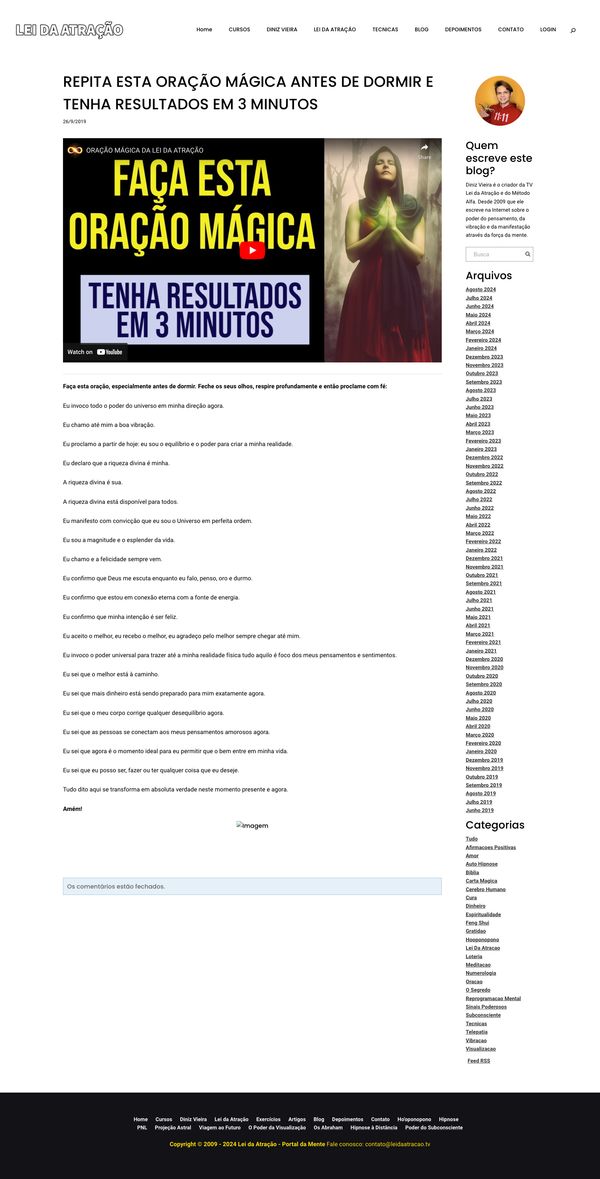 LEI DA ATRAÇÃO
Home CURSOS DINIZ VIEIRA LEI DA ATRAÇÃO TECNICAS BLOG DEPOIMENTOS CONTATO LOGIN
REPITA ESTA ORAÇÃO MÁGICA ANTES DE DORMIR E
TENHA RESULTADOS EM 3 MINUTOS
26/9/2019
ORAÇÃO MÁGICA DA LEI DA ATRAÇÃO
Share
FAÇA ESTA
ORAÇÃO MÁGICA
TENHA RESULTADOS
EM 3 MINUTOS
Watch on YouTube
Faça esta oração, especialmente antes de dormir. Feche os seus olhos, respire profundamente e então proclame com fé:
Eu invoco todo o poder do universo em minha direção agora.
Eu chamo até mim a boa vibração.
Eu proclamo a partir de hoje: eu sou o equilíbrio e o poder para criar a minha realidade.
Eu declaro que a riqueza divina é minha.
A riqueza divina é sua.
A riqueza divina está disponível para todos.
Eu manifesto com convicção que eu sou o Universo em perfeita ordem.
Eu sou a magnitude e o esplender da vida.
Eu chamo e a felicidade sempre vem.
Eu confirmo que Deus me escuta enquanto eu falo, penso, oro e durmo.
Eu confirmo que estou em conexão eterna com a fonte de energia.
Eu confirmo que minha intenção é ser feliz.
Eu aceito o melhor, eu recebo o melhor, eu agradeço pelo melhor sempre chegar até mim.
Eu invoco o poder universal para trazer até a minha realidade física tudo aquilo é foco dos meus pensamentos e sentimentos.
Eu sei que o melhor está à caminho.
Eu sei que mais dinheiro está sendo preparado para mim exatamente agora.
Eu sei que o meu corpo corrige qualquer desequilíbrio agora.
Eu sei que as pessoas se conectam aos meus pensamentos amorosos agora.
Eu sei que agora é o momento ideal para eu permitir que o bem entre em minha vida.
Eu sei que eu posso ser, fazer ou ter qualquer coisa que eu deseje.
Tudo dito aqui se transforma em absoluta verdade neste momento presente e agora.
Amém!
Imagem
Os comentários estão fechados.
11:11
Quem
escreve este
blog?
Diniz Vieira é o criador da TV
Lei da Atração e do Método
Alfa. Desde 2009 que ele
escreve na Internet sobre o
poder do pensamento, da
vibração e da manifestação
através da força da mente.
Busca
Arquivos
Agosto 2024
Julho 2024
Junho 2024
Maio 2024
Abril 2024
Março 2024
Fevereiro 2024
Janeiro 2024
Dezembro 2023
Novembro 2023
Outubro 2023
Setembro 2023
Agosto 2023
Julho 2023
Junho 2023
Maio 2023
Abril 2023
Março 2023
Fevereiro 2023
Janeiro 2023
Dezembro 2022
Novembro 2022
Outubro 2022
Setembro 2022
Agosto 2022
Julho 2022
Junho 2022
Maio 2022
Abril 2022
Março 2022
Fevereiro 2022
Janeiro 2022
Dezembro 2021
Novembro 2021
Outubro 2021
Setembro 2021
Agosto 2021
Julho 2021
Junho 2021
Maio 2021
Abril 2021
Março 2021
Fevereiro 2021
Janeiro 2021
Dezembro 2020
Novembro 2020
Outubro 2020
Setembro 2020
Agosto 2020
Julho 2020
Junho 2020
Maio 2020
Abril 2020
Março 2020
Fevereiro 2020
Janeiro 2020
Dezembro 2019
Novembro 2019
Outubro 2019
Setembro 2019
Agosto 2019
Julho 2019
Junho 2019
Categorias
Tudo
Afirmacoes Positivas
Amor
Auto Hipnose
Biblia
Carta Magica
Cerebro Humano
Cura
Dinheiro
Espiritualidade
Feng Shui
Gratidao
Hooponopono
Lei Da Atracao
Loteria
Meditacao
Numerologia
Oracao
O Segredo
Reprogramacao Mental
Sinais Poderosos
Subconsciente
Tecnicas
Telepatia
Vibracao
Visualizacao
Feed RSS
Home Cursos Diniz Vieira Lei da Atração Exercícios Artigos Blog Depoimentos Contato Ho'oponopono Hipnose
PNL Projeção Astral Viagem ao Futuro O Poder da Visualização Os Abraham Hipnose à Distância Poder do Subconsciente
Copyright © 2009 - 2024 Lei da Atração - Portal da Mente Fale conosco: contato@leidaatracao.tv